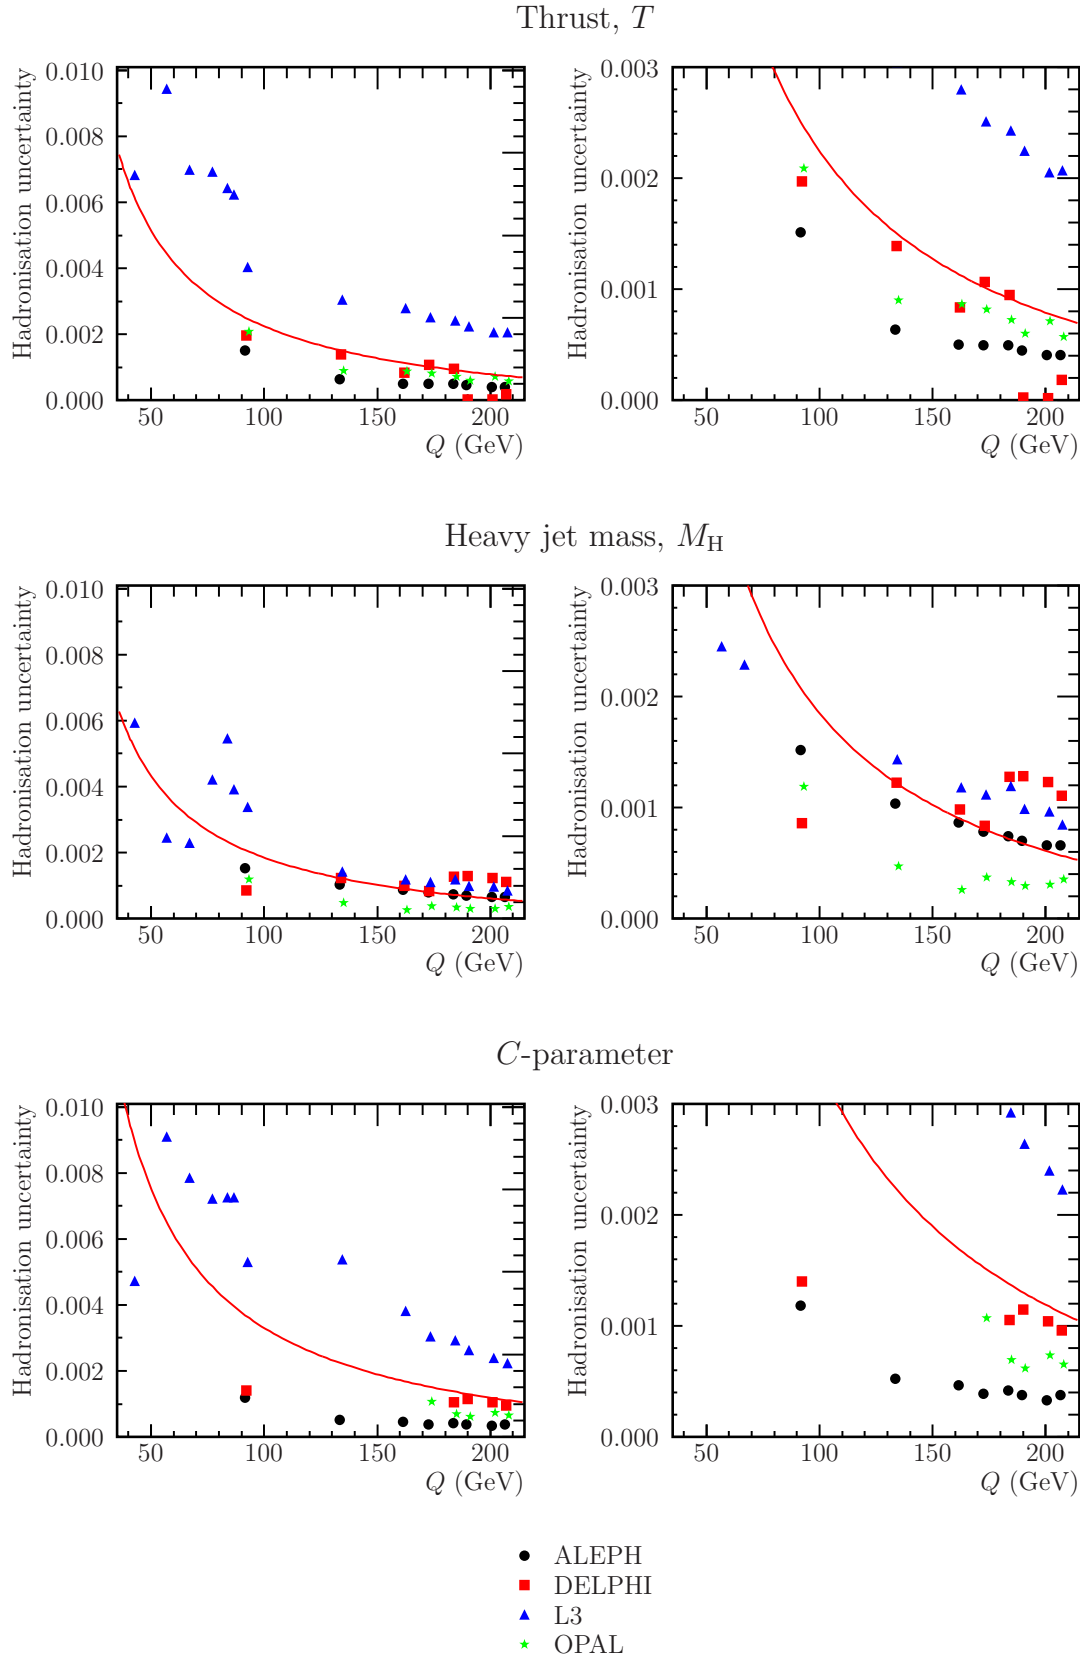 Thrust, T
Hadronisation uncertainty
0.010
0.008
0.006
0.004
0.002
0.000
50 100 150 200
Q (GeV)
Hadronisation uncertainty
0.003
0.002
0.001
0.000
50 100 150 200
Q (GeV)
Heavy jet mass, M_H
Hadronisation uncertainty
0.010
0.008
0.006
0.004
0.002
0.000
50 100 150 200
Q (GeV)
Hadronisation uncertainty
0.003
0.002
0.001
0.000
50 100 150 200
Q (GeV)
C-parameter
Hadronisation uncertainty
0.010
0.008
0.006
0.004
0.002
0.000
50 100 150 200
Q (GeV)
Hadronisation uncertainty
0.003
0.002
0.001
0.000
50 100 150 200
Q (GeV)
ALEPH
DELPHI
L3
OPAL